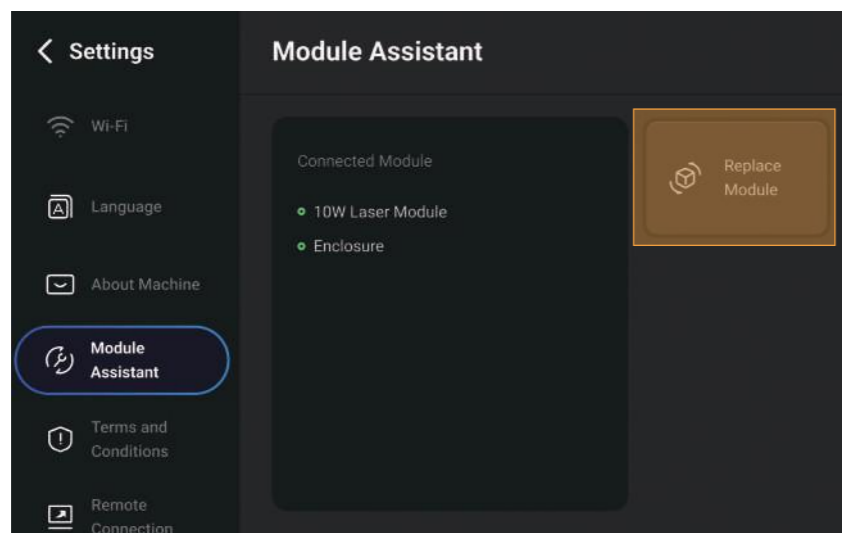 Settings
Module Assistant
Wi-Fi
Language
About Machine
Module
Assistant
Terms and
Conditions
Remote
Connection
Connected Module
10W Laser Module
Enclosure
Replace
Module